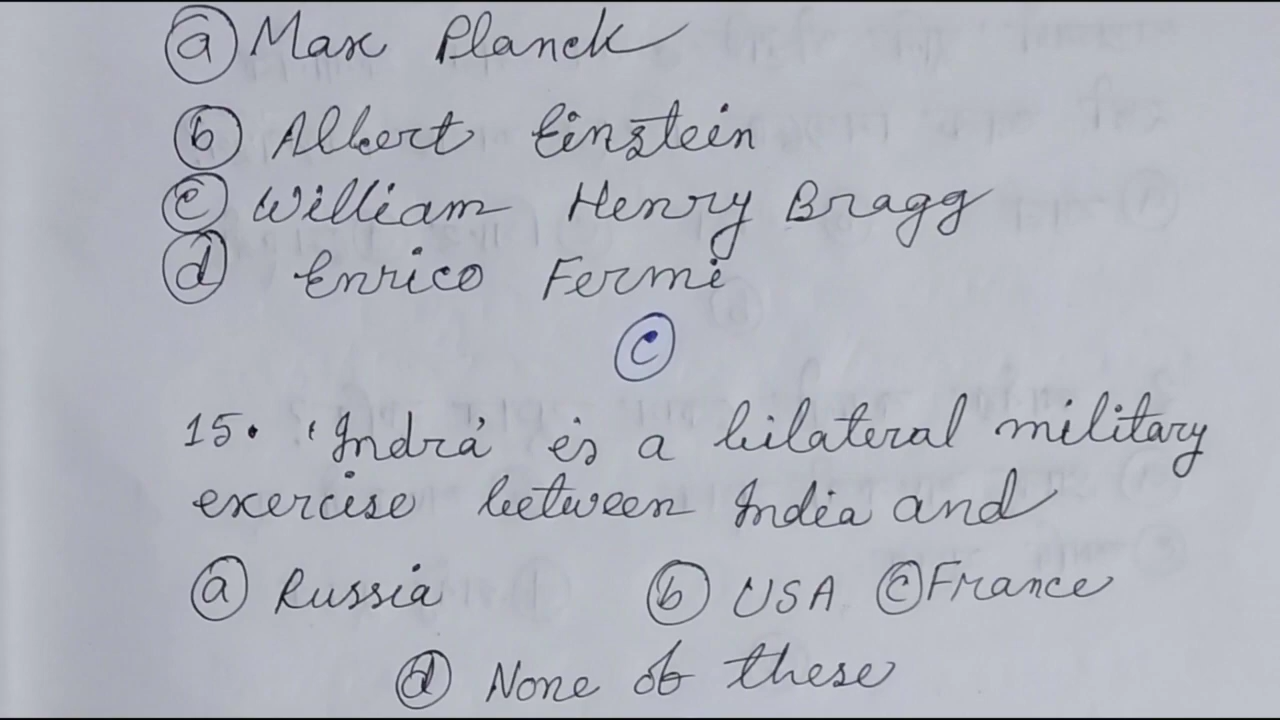 (a) Max Planck
(b) Albert Einstein
(c) William Henry Bragg
(d) Enrico Fermi
(c)
15. 'Indra' is a bilateral military
exercise between India and
(a) Russia (b) USA (c) France
(d) None of these